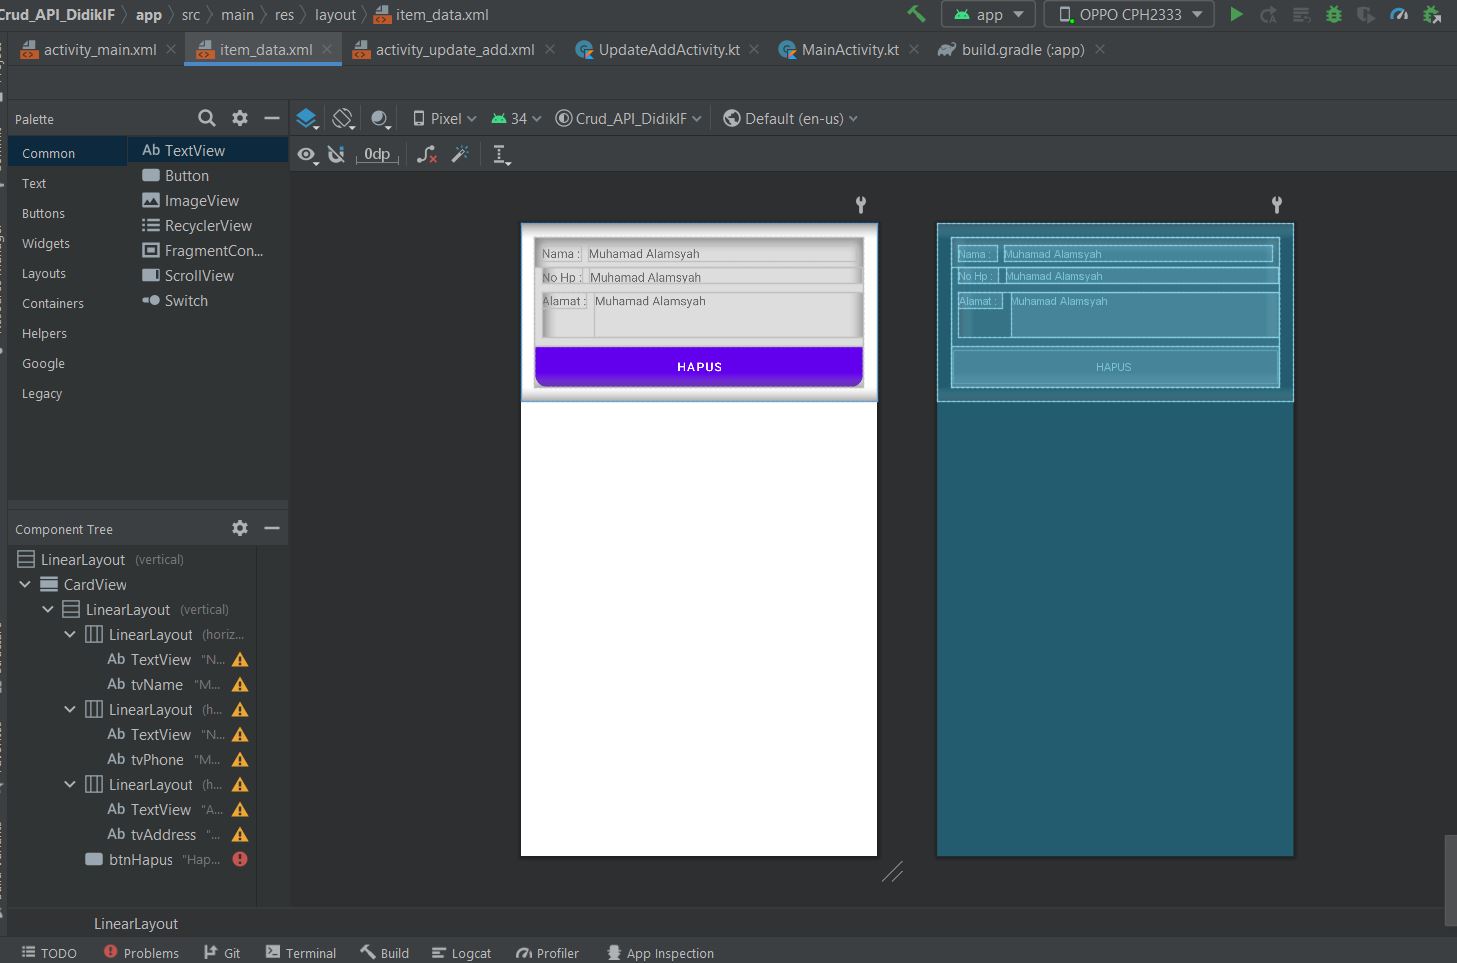 Crud_API_DidikIF app src main res layout item_data.xml app OPPO CPH2333
activity_main.xml item_data.xml activity_update_add.xml UpdateAddActivity.kt MainActivity.kt build.gradle (:app)
Palette
Pixel 34 Crud_API_DidikIF Default (en-us)
0dp
Common
Text
Buttons
Widgets
Layouts
Containers
Helpers
Google
Legacy
Ab TextView
Button
ImageView
RecyclerView
FragmentCon...
ScrollView
Switch
Nama : Muhamad Alamsyah
No Hp : Muhamad Alamsyah
Alamat : Muhamad Alamsyah
HAPUS
Nama : Muhamad Alamsyah
No Hp : Muhamad Alamsyah
Alamat : Muhamad Alamsyah
HAPUS
Component Tree
LinearLayout (vertical)
CardView
LinearLayout (vertical)
LinearLayout (horiz...
Ab TextView "N...
Ab tvName "M...
LinearLayout (h...
Ab TextView "N...
Ab tvPhone "M...
LinearLayout (h...
Ab TextView "A...
Ab tvAddress "...
btnHapus "Hap...
LinearLayout
TODO Problems Git Terminal Build Logcat Profiler App Inspection